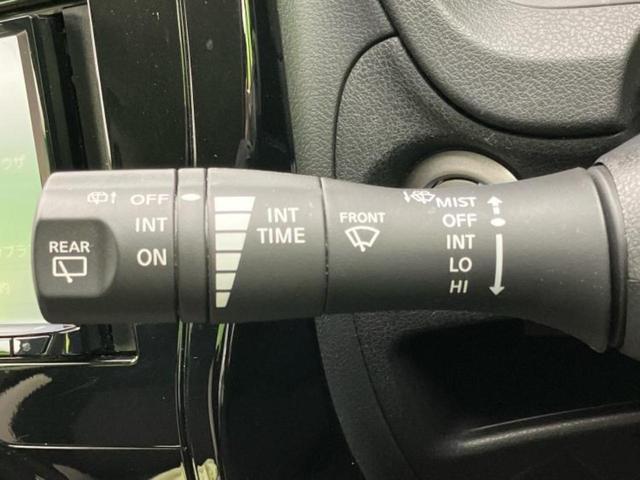 OFF
INT
ON
REAR
INT
TIME
FRONT
MIST
OFF
INT
LO
HI